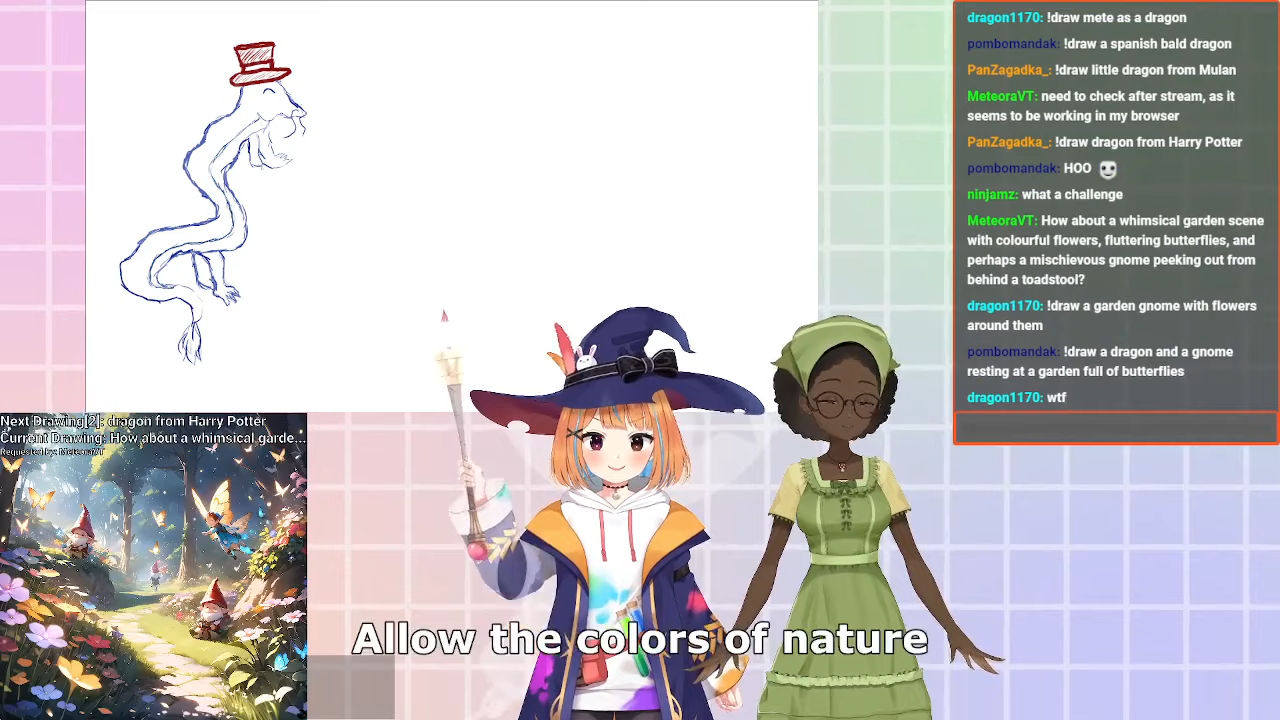 dragon1170: !draw mete as a dragon
pombomandak: !draw a spanish bald dragon
PanZagadka_: !draw little dragon from Mulan
MeteoraVT: need to check after stream, as it
seems to be working in my browser
PanZagadka_: !draw dragon from Harry Potter
pombomandak: HOO
ninjamz: what a challenge
MeteoraVT: How about a whimsical garden scene
with colourful flowers, fluttering butterflies, and
perhaps a mischievous gnome peeking out from
behind a toadstool?
dragon1170: !draw a garden gnome with flowers
around them
pombomandak: !draw a dragon and a gnome
resting at a garden full of butterflies
dragon1170: wtf
Next Drawing[2]: dragon from Harry Potter
Current Drawing: How about a whimsical garde...
Requested by: MeteoraVT
Allow the colors of nature